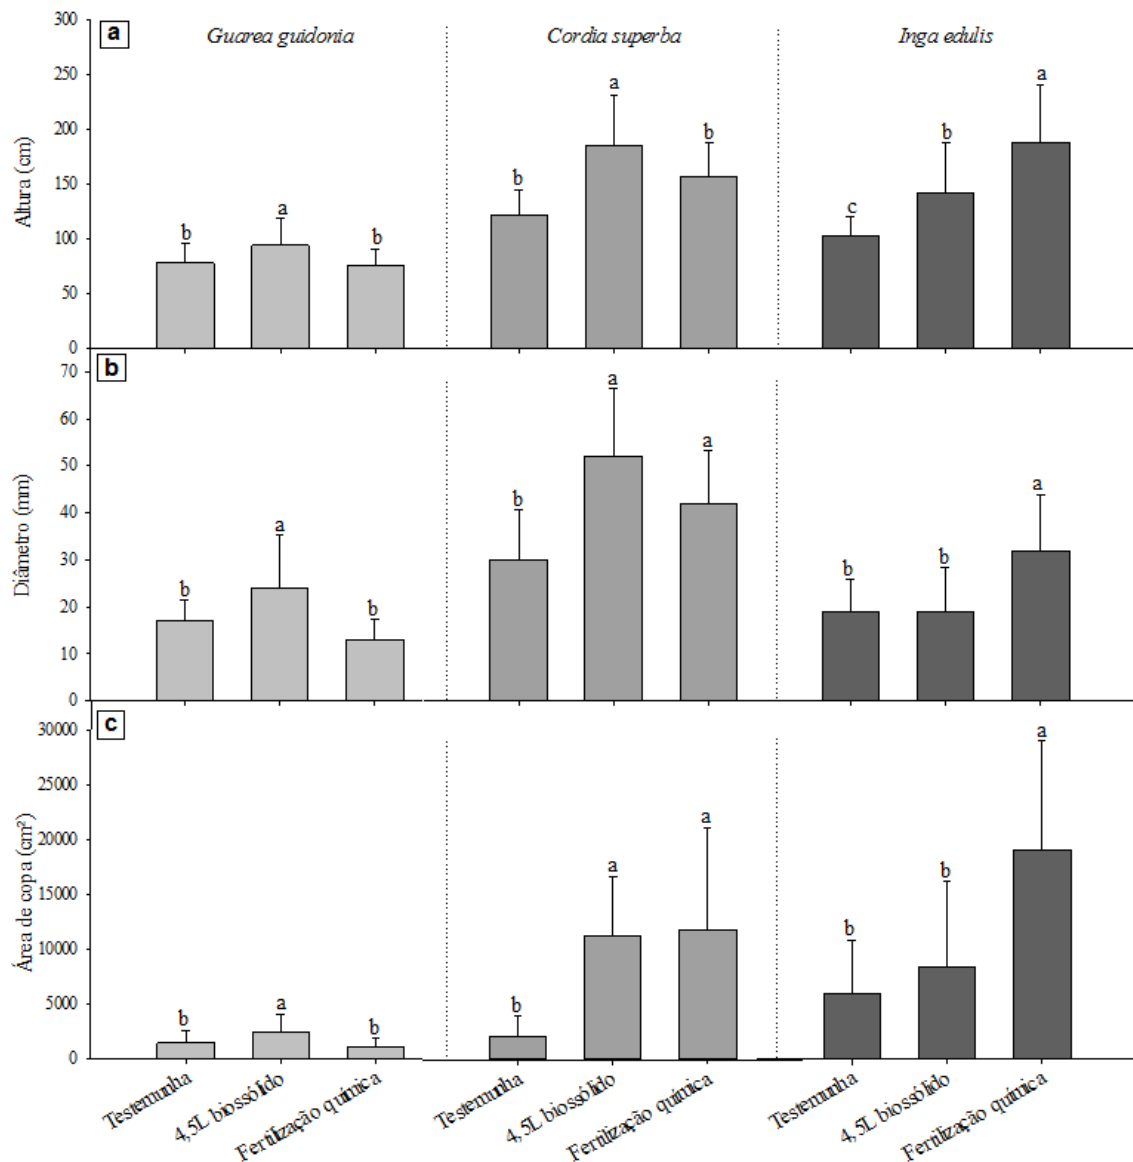 a
Guarea guidonia
Cordia superba
Inga edulis
Altura (cm)
300
250
200
150
100
50
0
b
a
b
b
a
b
c
b
a
b
Diâmetro (mm)
70
60
50
40
30
20
10
0
b
a
b
b
a
a
b
b
a
c
Área de copa (cm²)
30000
25000
20000
15000
10000
5000
0
b
a
b
b
a
a
b
b
a
Testemunha
4,5L biossólido
Fertilização química
Testemunha
4,5L biossólido
Fertilização química
Testemunha
4,5L biossólido
Fertilização química